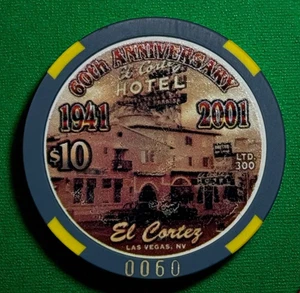 60th ANNIVERSARY
El Cortez
HOTEL
1941 2001
$10
LTD.
300
El Cortez
LAS VEGAS, NV
0060